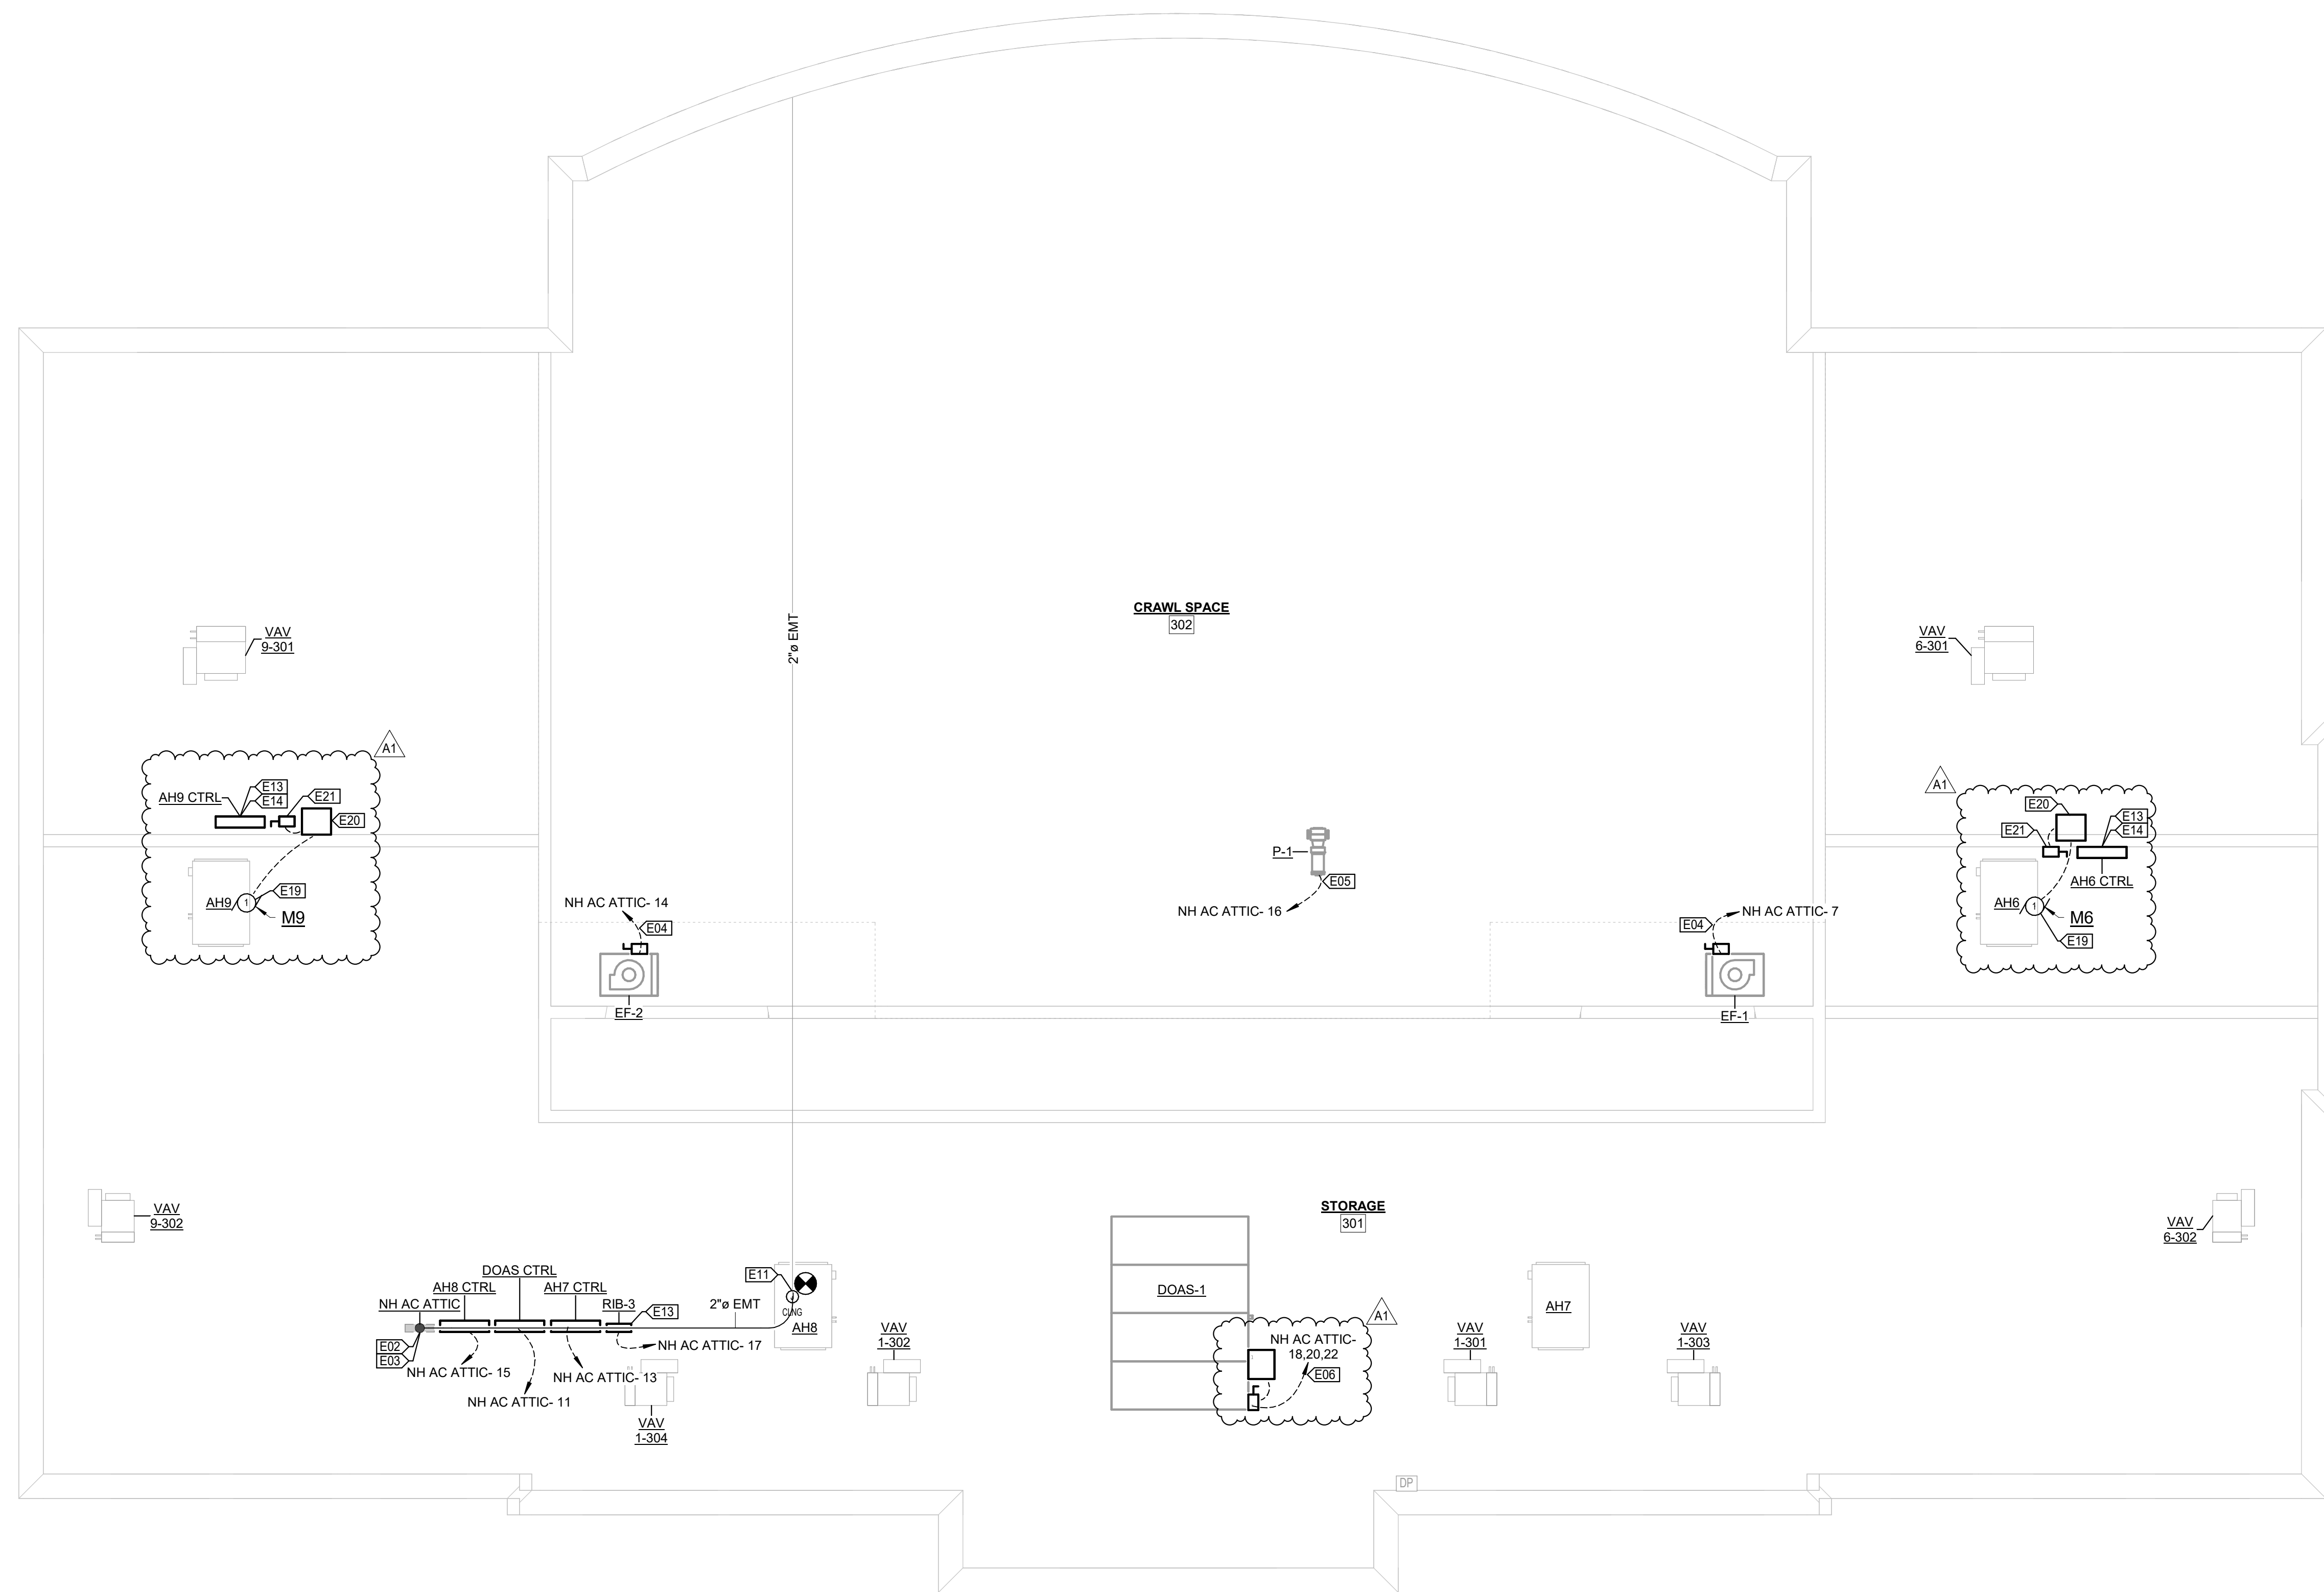 2"ø EMT
CRAWL SPACE
302
VAV
9-301
VAV
6-301
A1
E13
AH9 CTRL
E14
E21
E20
AH9
1
E19
M9
A1
E20
E13
E21
E14
AH6 CTRL
AH6
1
M6
E19
P-1
E05
NH AC ATTIC- 16
NH AC ATTIC- 14
E04
EF-2
NH AC ATTIC- 7
E04
EF-1
VAV
9-302
STORAGE
301
VAV
6-302
DOAS CTRL
AH8 CTRL
AH7 CTRL
NH AC ATTIC
RIB-3
E13
2"ø EMT
E11
J
CLNG
AH8
E02
E03
NH AC ATTIC- 15
NH AC ATTIC- 11
NH AC ATTIC- 13
NH AC ATTIC- 17
VAV
1-304
VAV
1-302
DOAS-1
A1
NH AC ATTIC-
18,20,22
E06
AH7
VAV
1-301
VAV
1-303
DP